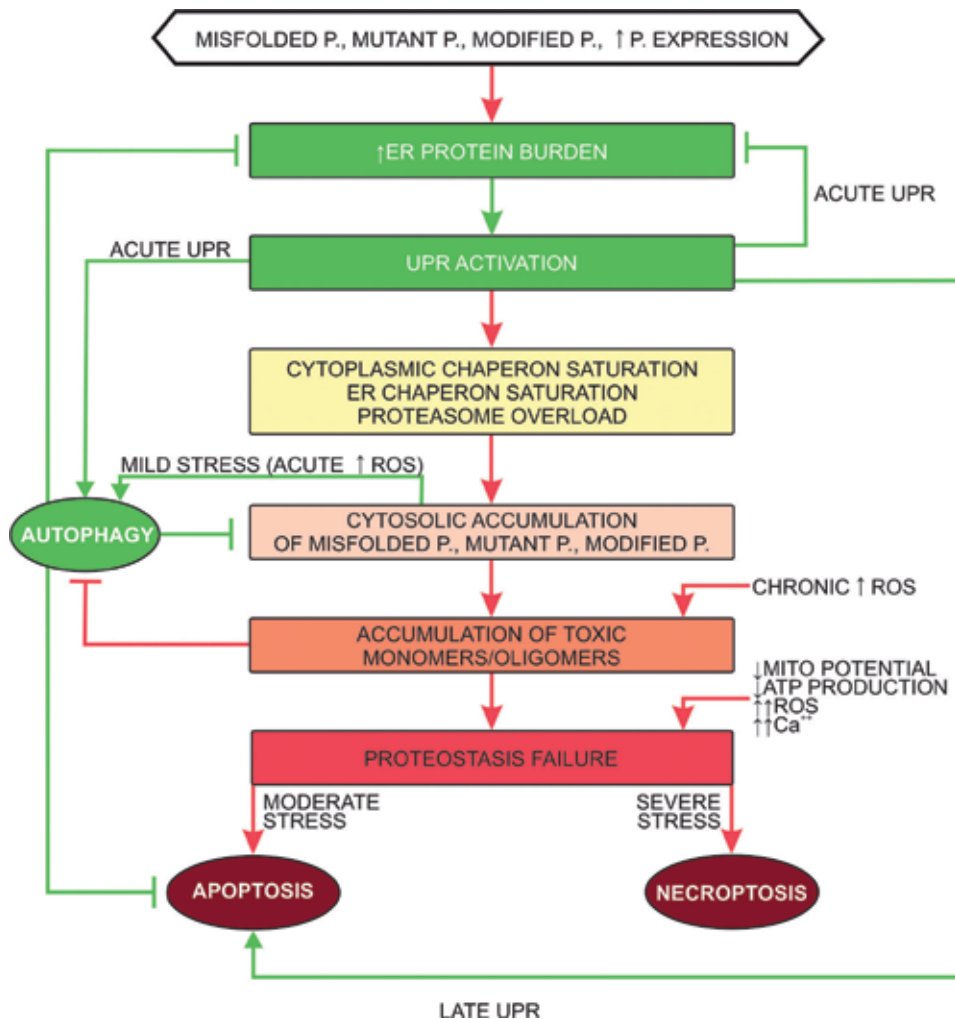 MISFOLDED P., MUTANT P., MODIFIED P., ↑ P. EXPRESSION
↑ER PROTEIN BURDEN
ACUTE UPR
ACUTE UPR
UPR ACTIVATION
CYTOPLASMIC CHAPERON SATURATION
ER CHAPERON SATURATION
PROTEASOME OVERLOAD
MILD STRESS (ACUTE ↑ ROS)
AUTOPHAGY
CYTOSOLIC ACCUMULATION
OF MISFOLDED P., MUTANT P., MODIFIED P.
CHRONIC ↑ ROS
ACCUMULATION OF TOXIC
MONOMERS/OLIGOMERS
↓MITO POTENTIAL
↓ATP PRODUCTION
↑↑ROS
↑↑Ca⁺⁺
PROTEOSTASIS FAILURE
MODERATE
STRESS
SEVERE
STRESS
APOPTOSIS
NECROPTOSIS
LATE UPR